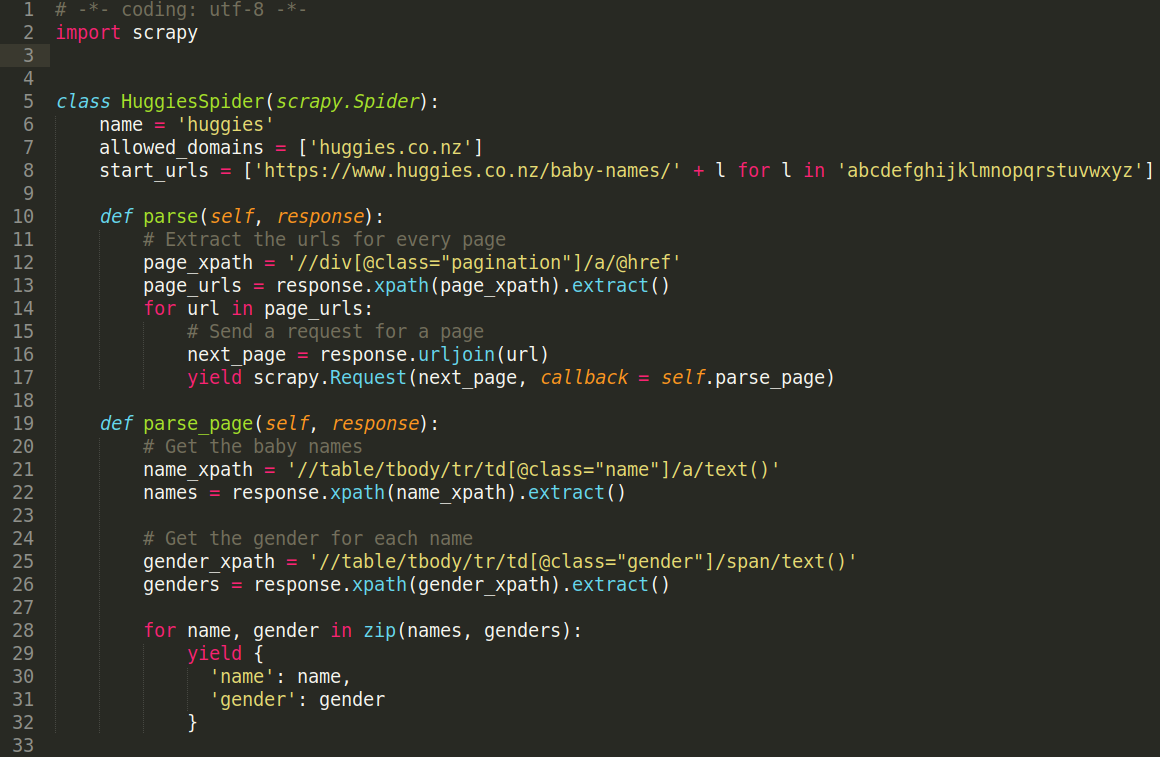 1 # -*- coding: utf-8 -*-
2 import scrapy
3
4
5 class HuggiesSpider(scrapy.Spider):
6     name = 'huggies'
7     allowed_domains = ['huggies.co.nz']
8     start_urls = ['https://www.huggies.co.nz/baby-names/' + l for l in 'abcdefghijklmnopqrstuvwxyz']
9
10     def parse(self, response):
11         # Extract the urls for every page
12         page_xpath = '//div[@class="pagination"]/a/@href'
13         page_urls = response.xpath(page_xpath).extract()
14         for url in page_urls:
15             # Send a request for a page
16             next_page = response.urljoin(url)
17             yield scrapy.Request(next_page, callback = self.parse_page)
18
19     def parse_page(self, response):
20         # Get the baby names
21         name_xpath = '//table/tbody/tr/td[@class="name"]/a/text()'
22         names = response.xpath(name_xpath).extract()
23
24         # Get the gender for each name
25         gender_xpath = '//table/tbody/tr/td[@class="gender"]/span/text()'
26         genders = response.xpath(gender_xpath).extract()
27
28         for name, gender in zip(names, genders):
29             yield {
30               'name': name,
31               'gender': gender
32             }
33